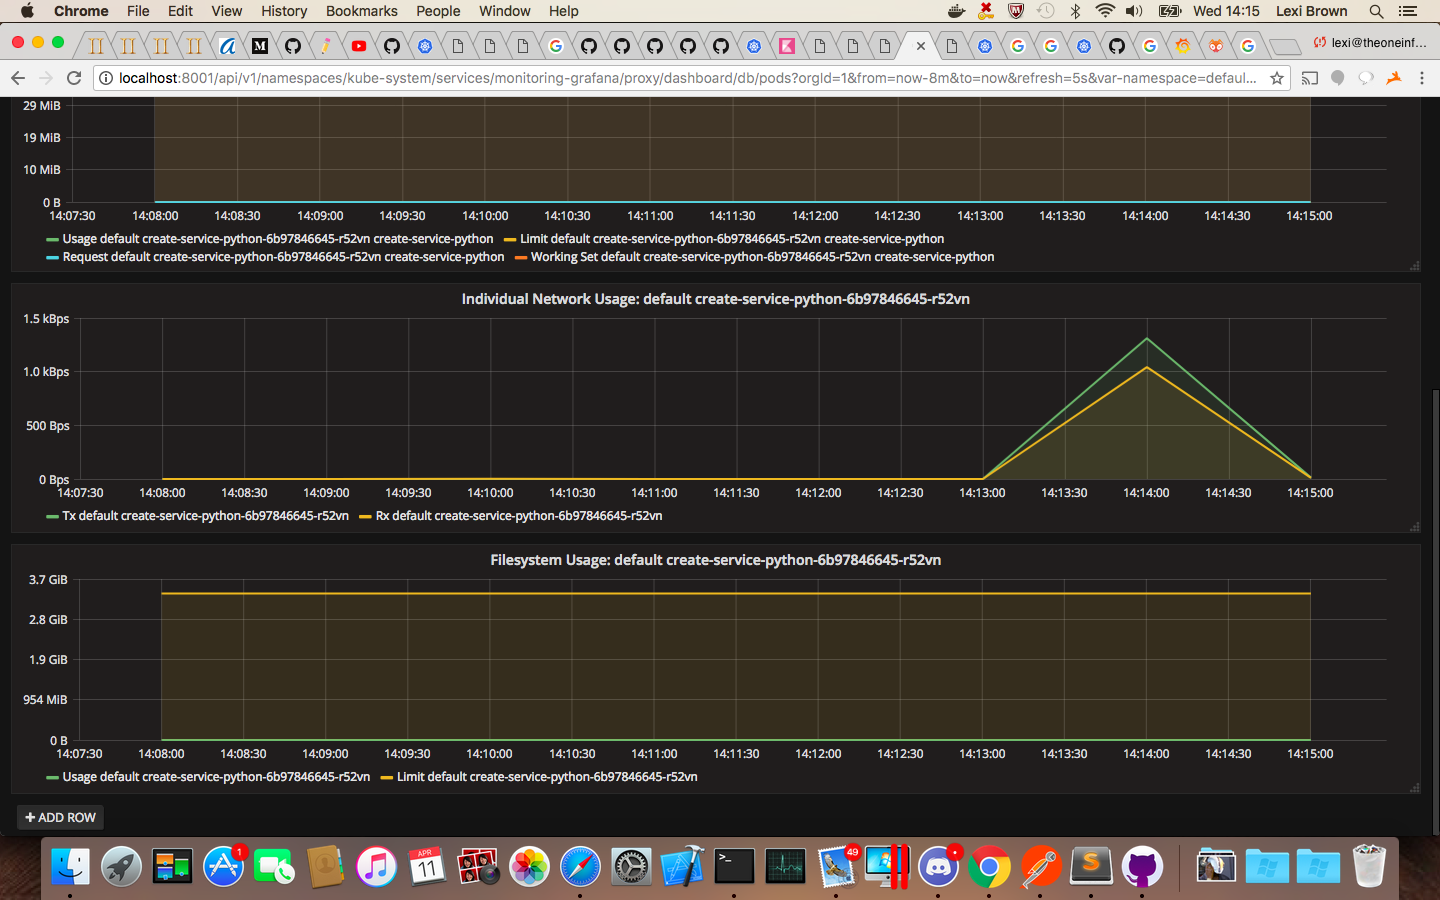 Chrome File Edit View History Bookmarks People Window Help Wed 14:15 Lexi Brown
lexi@theoneinf...
localhost:8001/api/v1/namespaces/kube-system/services/monitoring-grafana/proxy/dashboard/db/pods?orgId=1&from=now-8m&to=now&refresh=5s&var-namespace=defaul...
29 MiB
19 MiB
10 MiB
0 B
14:07:30 14:08:00 14:08:30 14:09:00 14:09:30 14:10:00 14:10:30 14:11:00 14:11:30 14:12:00 14:12:30 14:13:00 14:13:30 14:14:00 14:14:30 14:15:00
Usage default create-service-python-6b97846645-r52vn create-service-python Limit default create-service-python-6b97846645-r52vn create-service-python
Request default create-service-python-6b97846645-r52vn create-service-python Working Set default create-service-python-6b97846645-r52vn create-service-python
Individual Network Usage: default create-service-python-6b97846645-r52vn
1.5 kBps
1.0 kBps
500 Bps
0 Bps
14:07:30 14:08:00 14:08:30 14:09:00 14:09:30 14:10:00 14:10:30 14:11:00 14:11:30 14:12:00 14:12:30 14:13:00 14:13:30 14:14:00 14:14:30 14:15:00
Tx default create-service-python-6b97846645-r52vn Rx default create-service-python-6b97846645-r52vn
Filesystem Usage: default create-service-python-6b97846645-r52vn
3.7 GiB
2.8 GiB
1.9 GiB
954 MiB
0 B
14:07:30 14:08:00 14:08:30 14:09:00 14:09:30 14:10:00 14:10:30 14:11:00 14:11:30 14:12:00 14:12:30 14:13:00 14:13:30 14:14:00 14:14:30 14:15:00
Usage default create-service-python-6b97846645-r52vn Limit default create-service-python-6b97846645-r52vn
+ ADD ROW
1 APR 11 49